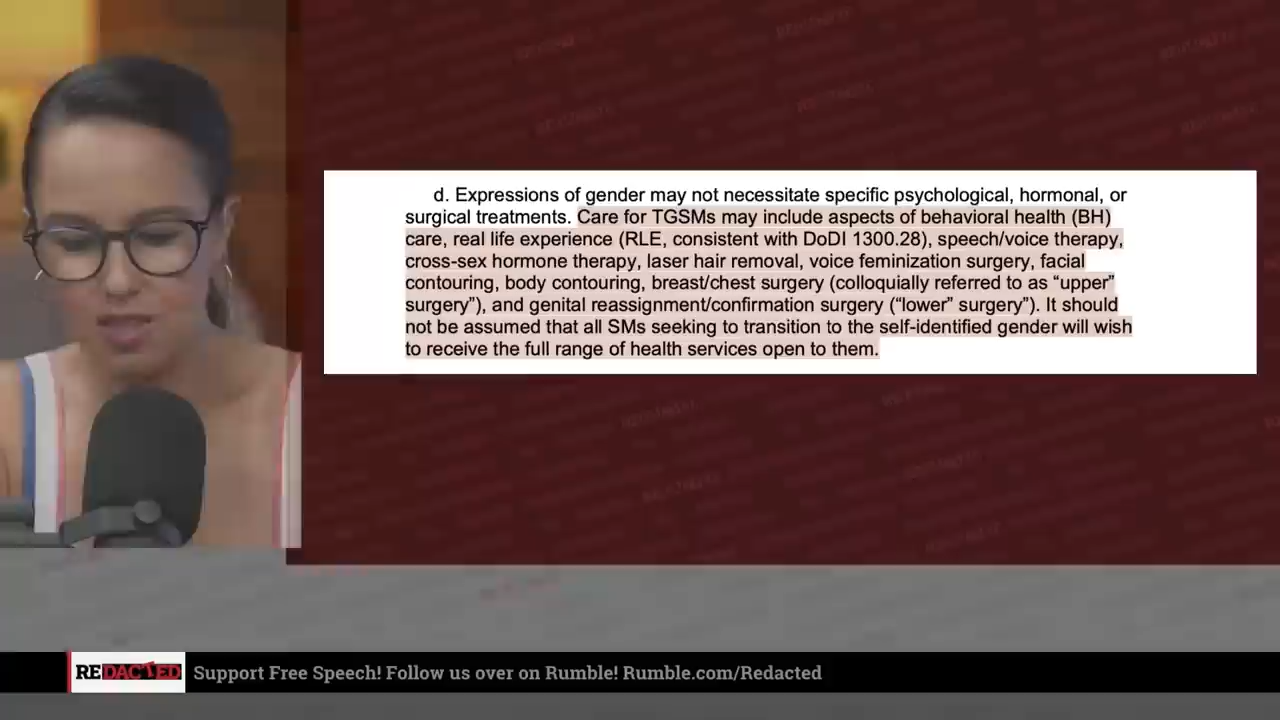 d. Expressions of gender may not necessitate specific psychological, hormonal, or
surgical treatments. Care for TGSMs may include aspects of behavioral health (BH)
care, real life experience (RLE, consistent with DoDI 1300.28), speech/voice therapy,
cross-sex hormone therapy, laser hair removal, voice feminization surgery, facial
contouring, body contouring, breast/chest surgery (colloquially referred to as “upper”
surgery”), and genital reassignment/confirmation surgery (“lower” surgery”). It should
not be assumed that all SMs seeking to transition to the self-identified gender will wish
to receive the full range of health services open to them.
REDACTED Support Free Speech! Follow us over on Rumble! Rumble.com/Redacted